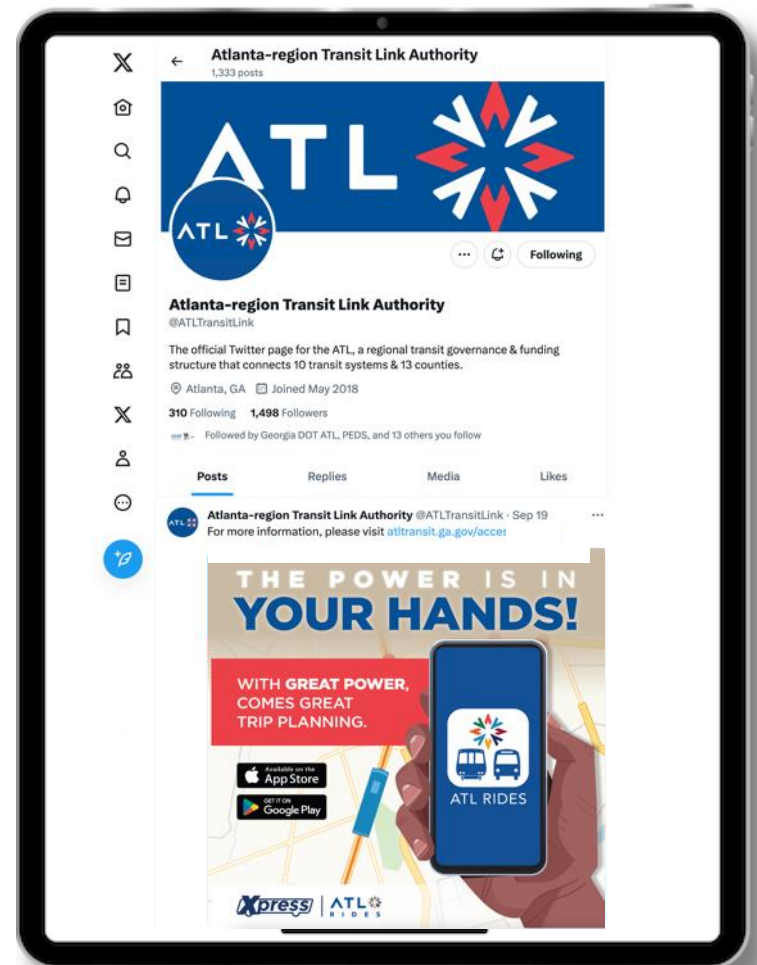 Atlanta-region Transit Link Authority
1,333 posts
ATL
ATL
Following
Atlanta-region Transit Link Authority
@ATLTransitLink
The official Twitter page for the ATL, a regional transit governance & funding
structure that connects 10 transit systems & 13 counties.
Atlanta, GA Joined May 2018
310 Following 1,498 Followers
Followed by Georgia DOT ATL, PEDS, and 13 others you follow
Posts Replies Media Likes
ATL
Atlanta-region Transit Link Authority @ATLTransitLink · Sep 19
For more information, please visit atltransit.ga.gov/acces
THE POWER IS IN
YOUR HANDS!
WITH GREAT POWER,
COMES GREAT
TRIP PLANNING.
Available on the
App Store
GET IT ON
Google Play
ATL RIDES
Xpress | ATL
RIDES